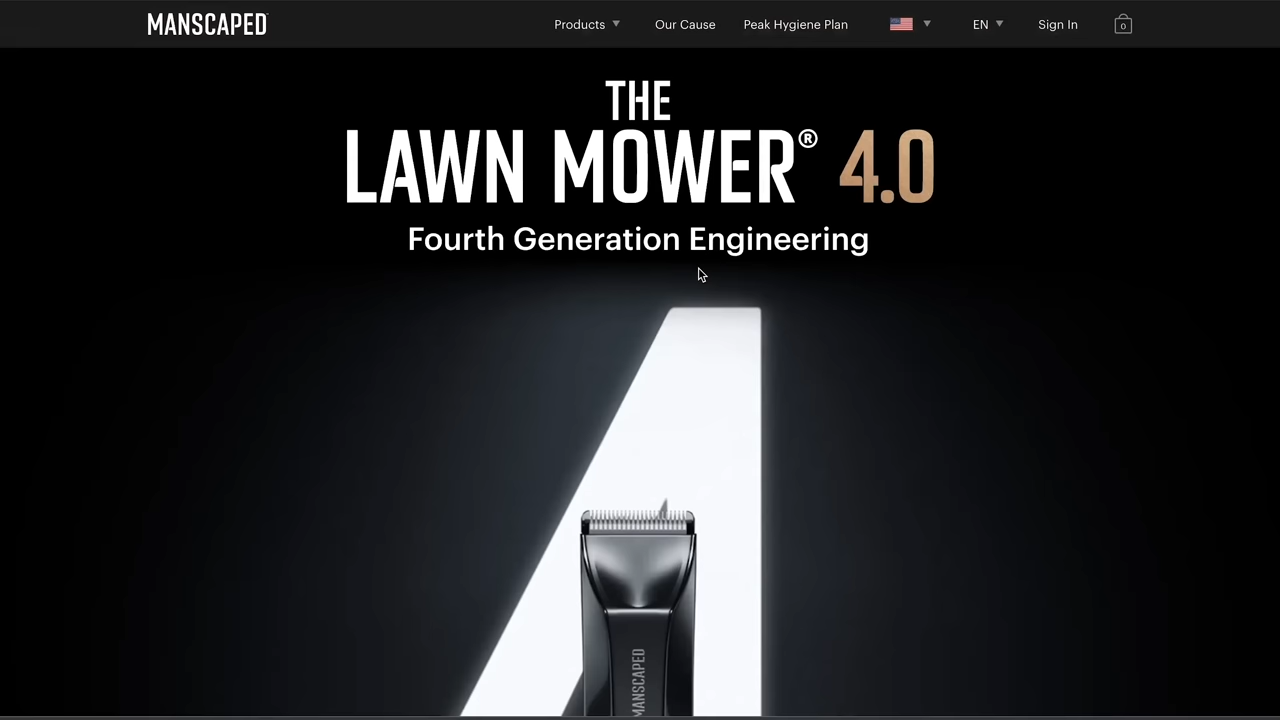 MANSCAPED™
Products
Our Cause
Peak Hygiene Plan
EN
Sign In
0
THE
LAWN MOWER® 4.0
Fourth Generation Engineering
MANSCAPED